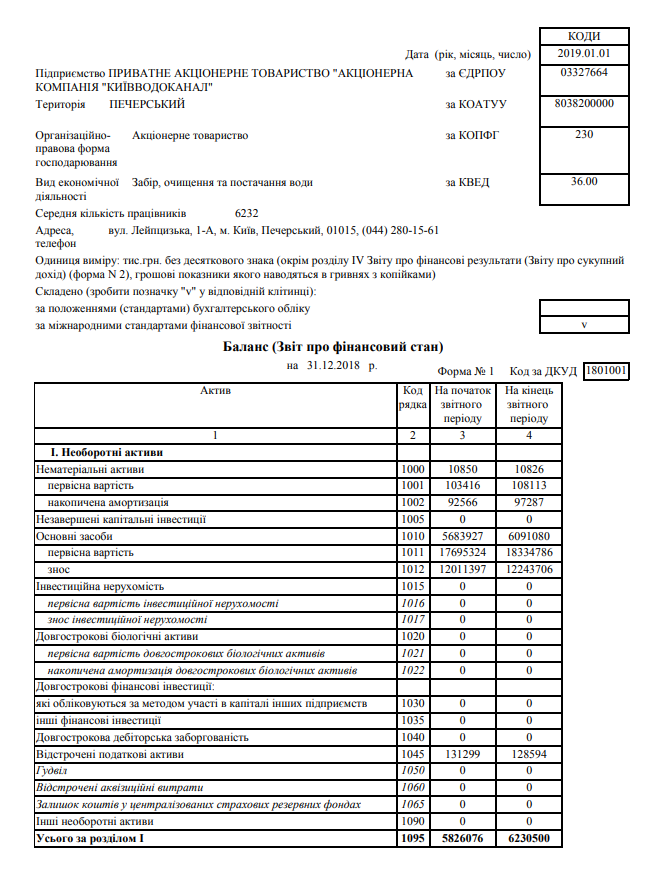 КОДИ
Дата (рік, місяць, число) 2019.01.01
Підприємство ПРИВАТНЕ АКЦІОНЕРНЕ ТОВАРИСТВО "АКЦІОНЕРНА за ЄДРПОУ 03327664
КОМПАНІЯ "КИЇВВОДОКАНАЛ"
Територія ПЕЧЕРСЬКИЙ за КОАТУУ 8038200000
Організаційно- Акціонерне товариство за КОПФГ 230
правова форма
господарювання
Вид економічної Забір, очищення та постачання води за КВЕД 36.00
діяльності
Середня кількість працівників 6232
Адреса, вул. Лейпцизька, 1-А, м. Київ, Печерський, 01015, (044) 280-15-61
телефон
Одиниця виміру: тис.грн. без десяткового знака (окрім розділу IV Звіту про фінансові результати (Звіту про сукупний
дохід) (форма N 2), грошові показники якого наводяться в гривнях з копійками)
Складено (зробити позначку "v" у відповідній клітинці):
за положеннями (стандартами) бухгалтерського обліку
за міжнародними стандартами фінансової звітності v
Баланс (Звіт про фінансовий стан)
на 31.12.2018 р.
Форма № 1 Код за ДКУД 1801001
Актив Код На початок На кінець
рядка звітного звітного
періоду періоду
1 2 3 4
І. Необоротні активи
Нематеріальні активи 1000 10850 10826
первісна вартість 1001 103416 108113
накопичена амортизація 1002 92566 97287
Незавершені капітальні інвестиції 1005 0 0
Основні засоби 1010 5683927 6091080
первісна вартість 1011 17695324 18334786
знос 1012 12011397 12243706
Інвестиційна нерухомість 1015 0 0
первісна вартість інвестиційної нерухомості 1016 0 0
знос інвестиційної нерухомості 1017 0 0
Довгострокові біологічні активи 1020 0 0
первісна вартість довгострокових біологічних активів 1021 0 0
накопичена амортизація довгострокових біологічних активів 1022 0 0
Довгострокові фінансові інвестиції:
які обліковуються за методом участі в капіталі інших підприємств 1030 0 0
інші фінансові інвестиції 1035 0 0
Довгострокова дебіторська заборгованість 1040 0 0
Відстрочені податкові активи 1045 131299 128594
Гудвіл 1050 0 0
Відстрочені аквізиційні витрати 1060 0 0
Залишок коштів у централізованих страхових резервних фондах 1065 0 0
Інші необоротні активи 1090 0 0
Усього за розділом І 1095 5826076 6230500